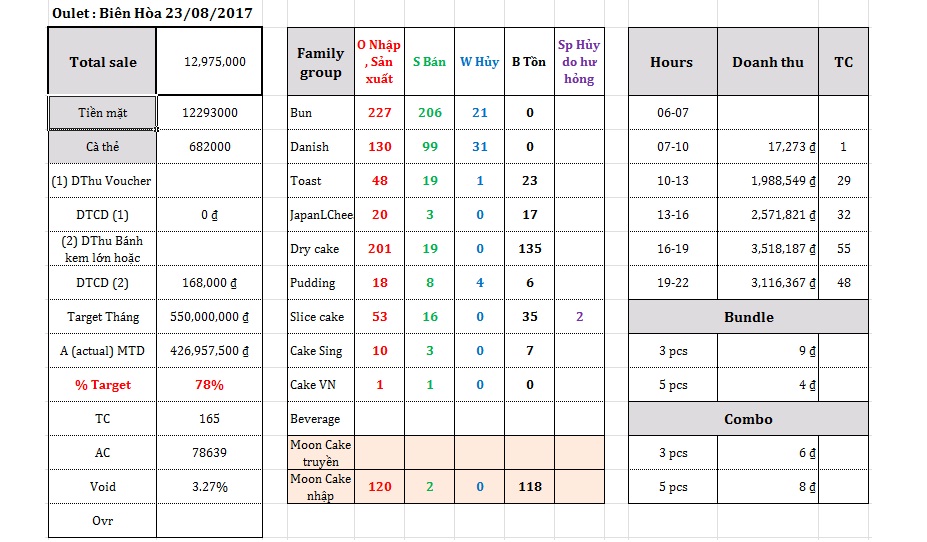 Oulet : Biên Hòa 23/08/2017
Total sale 12,975,000
Tiền mặt 12293000
Cà thẻ 682000
(1) DThu Voucher
DTCD (1) 0 ₫
(2) DThu Bánh
kem lớn hoặc
DTCD (2) 168,000 ₫
Target Tháng 550,000,000 ₫
A (actual) MTD 426,957,500 ₫
% Target 78%
TC 165
AC 78639
Void 3.27%
Ovr
Family
group
O Nhập
, Sản
xuất
S Bán
W Hủy
B Tồn
Sp Hủy
do hư
hỏng
Bun 227 206 21 0
Danish 130 99 31 0
Toast 48 19 1 23
JapanLChee 20 3 0 17
Dry cake 201 19 0 135
Pudding 18 8 4 6
Slice cake 53 16 0 35 2
Cake Sing 10 3 0 7
Cake VN 1 1 0 0
Beverage
Moon Cake
truyền
Moon Cake
nhập 120 2 0 118
Hours Doanh thu TC
06-07
07-10 17,273 ₫ 1
10-13 1,988,549 ₫ 29
13-16 2,571,821 ₫ 32
16-19 3,518,187 ₫ 55
19-22 3,116,367 ₫ 48
Bundle
3 pcs 9 ₫
5 pcs 4 ₫
Combo
3 pcs 6 ₫
5 pcs 8 ₫